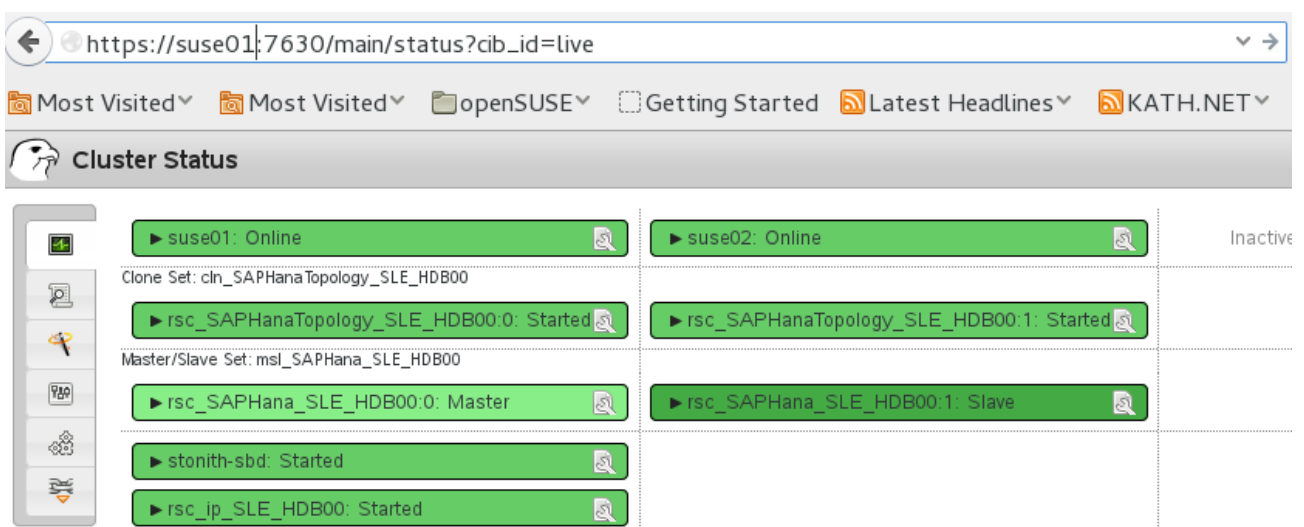 https://suse01:7630/main/status?cib_id=live
Most Visited Most Visited openSUSE Getting Started Latest Headlines KATH.NET
Cluster Status
suse01: Online suse02: Online Inactive
Clone Set: cln_SAPHanaTopology_SLE_HDB00
rsc_SAPHanaTopology_SLE_HDB00:0: Started rsc_SAPHanaTopology_SLE_HDB00:1: Started
Master/Slave Set: msl_SAPHana_SLE_HDB00
rsc_SAPHana_SLE_HDB00:0: Master rsc_SAPHana_SLE_HDB00:1: Slave
stonith-sbd: Started
rsc_ip_SLE_HDB00: Started